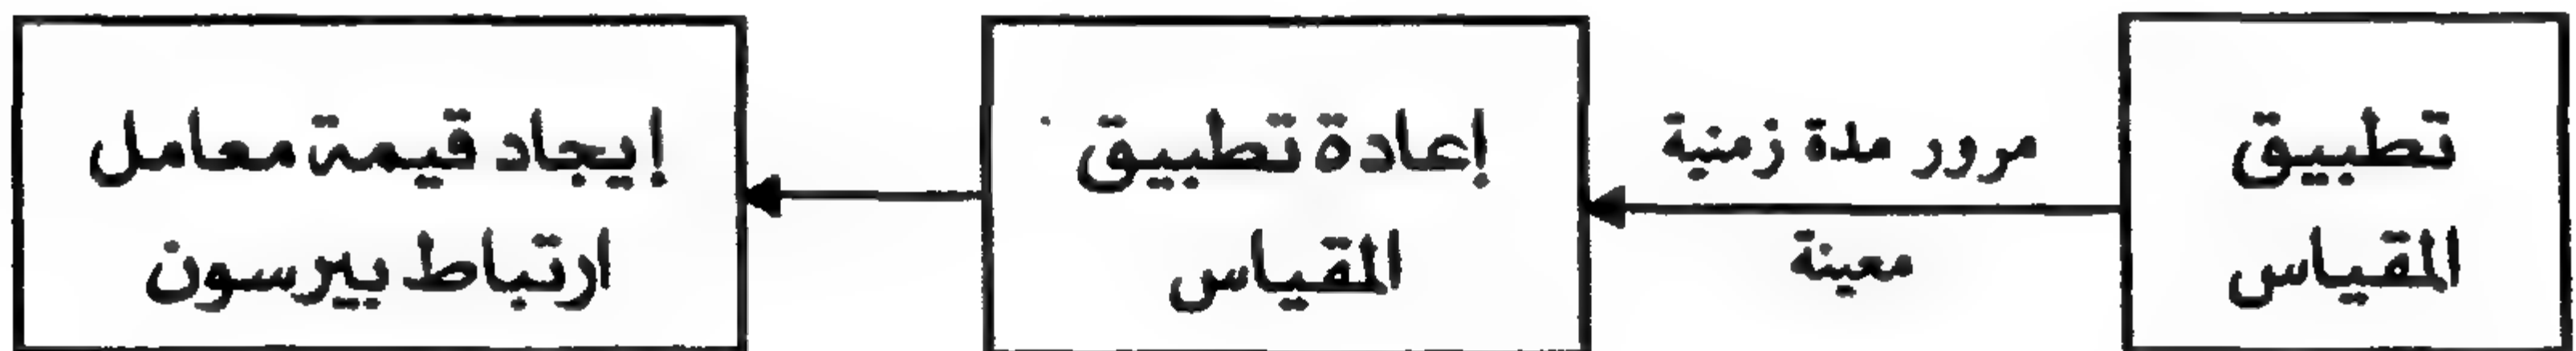 تطبيق
المقياس
مرور مدة زمنية
معينة
إعادة تطبيق
المقياس
إيجاد قيمة معامل
ارتباط بيرسون